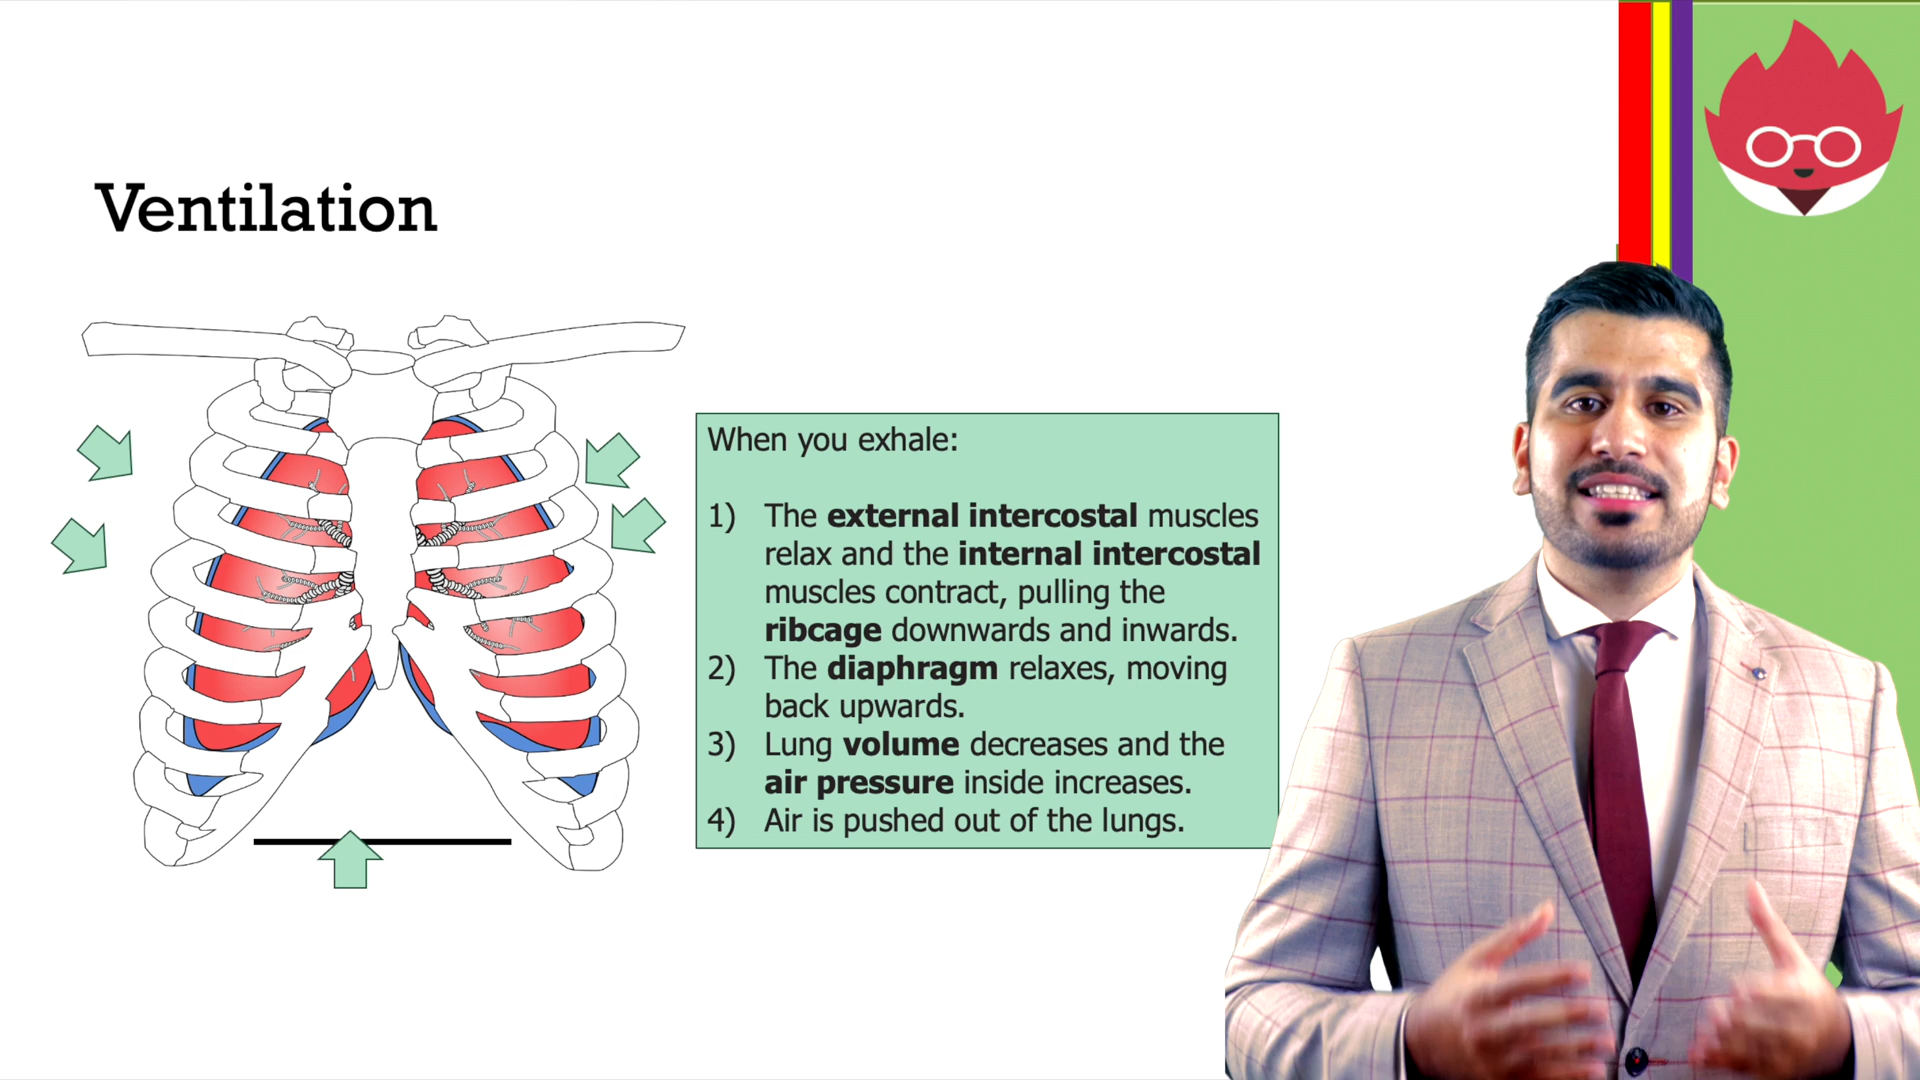 Ventilation
When you exhale:
1) The external intercostal muscles
relax and the internal intercostal
muscles contract, pulling the
ribcage downwards and inwards.
2) The diaphragm relaxes, moving
back upwards.
3) Lung volume decreases and the
air pressure inside increases.
4) Air is pushed out of the lungs.